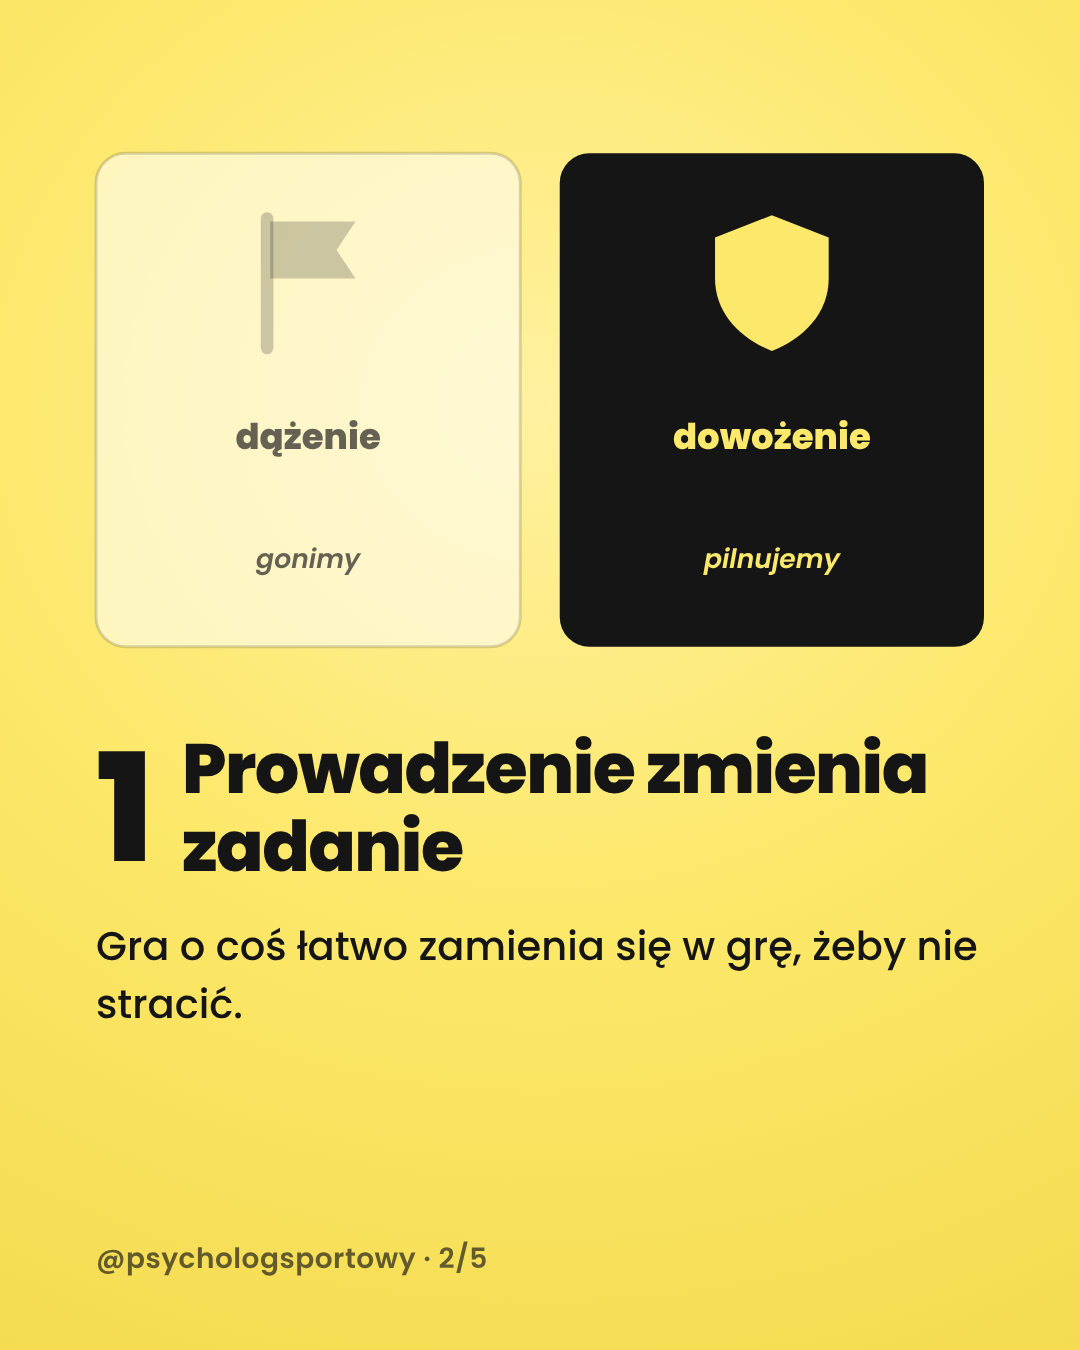 dążenie
dowożenie
gonimy
pilnujemy
1 Prowadzenie zmienia
zadanie
Gra o coś łatwo zamienia się w grę, żeby nie
stracić.
@psychologsportowy · 2/5